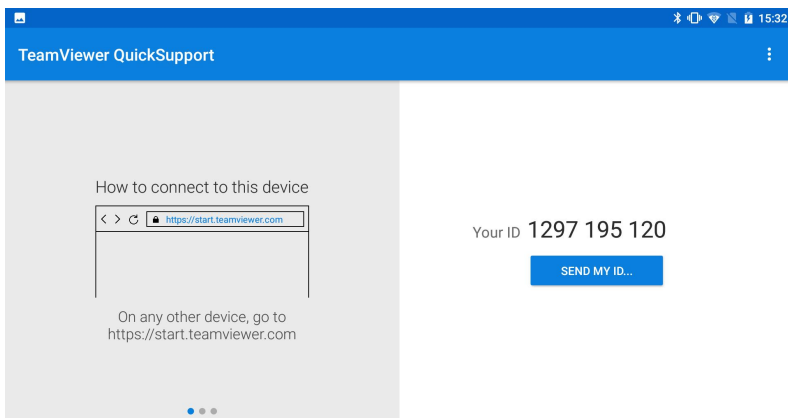 15:32
TeamViewer QuickSupport
How to connect to this device
https://start.teamviewer.com
On any other device, go to
https://start.teamviewer.com
Your ID 1297 195 120
SEND MY ID...